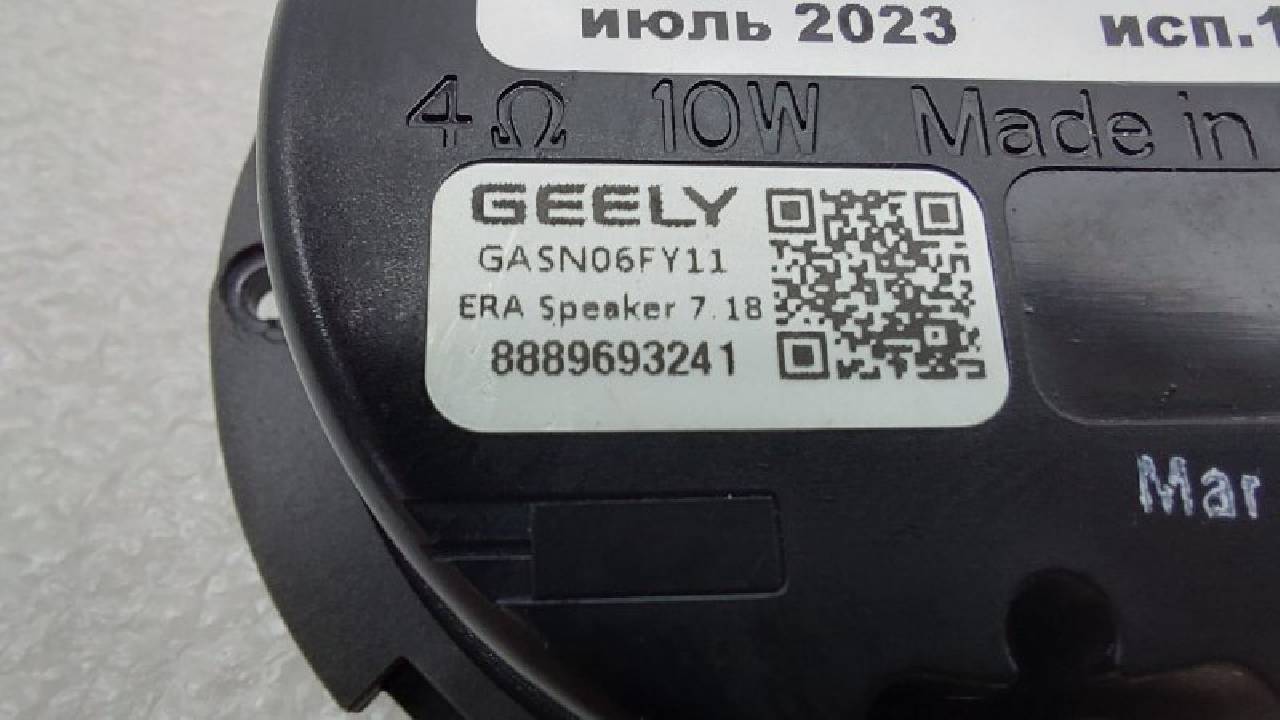 июль 2023 исп.1
4Ω 10W Made in
GEELY
GASN06FY11
ERA Speaker 7.18
8889693241
Mar